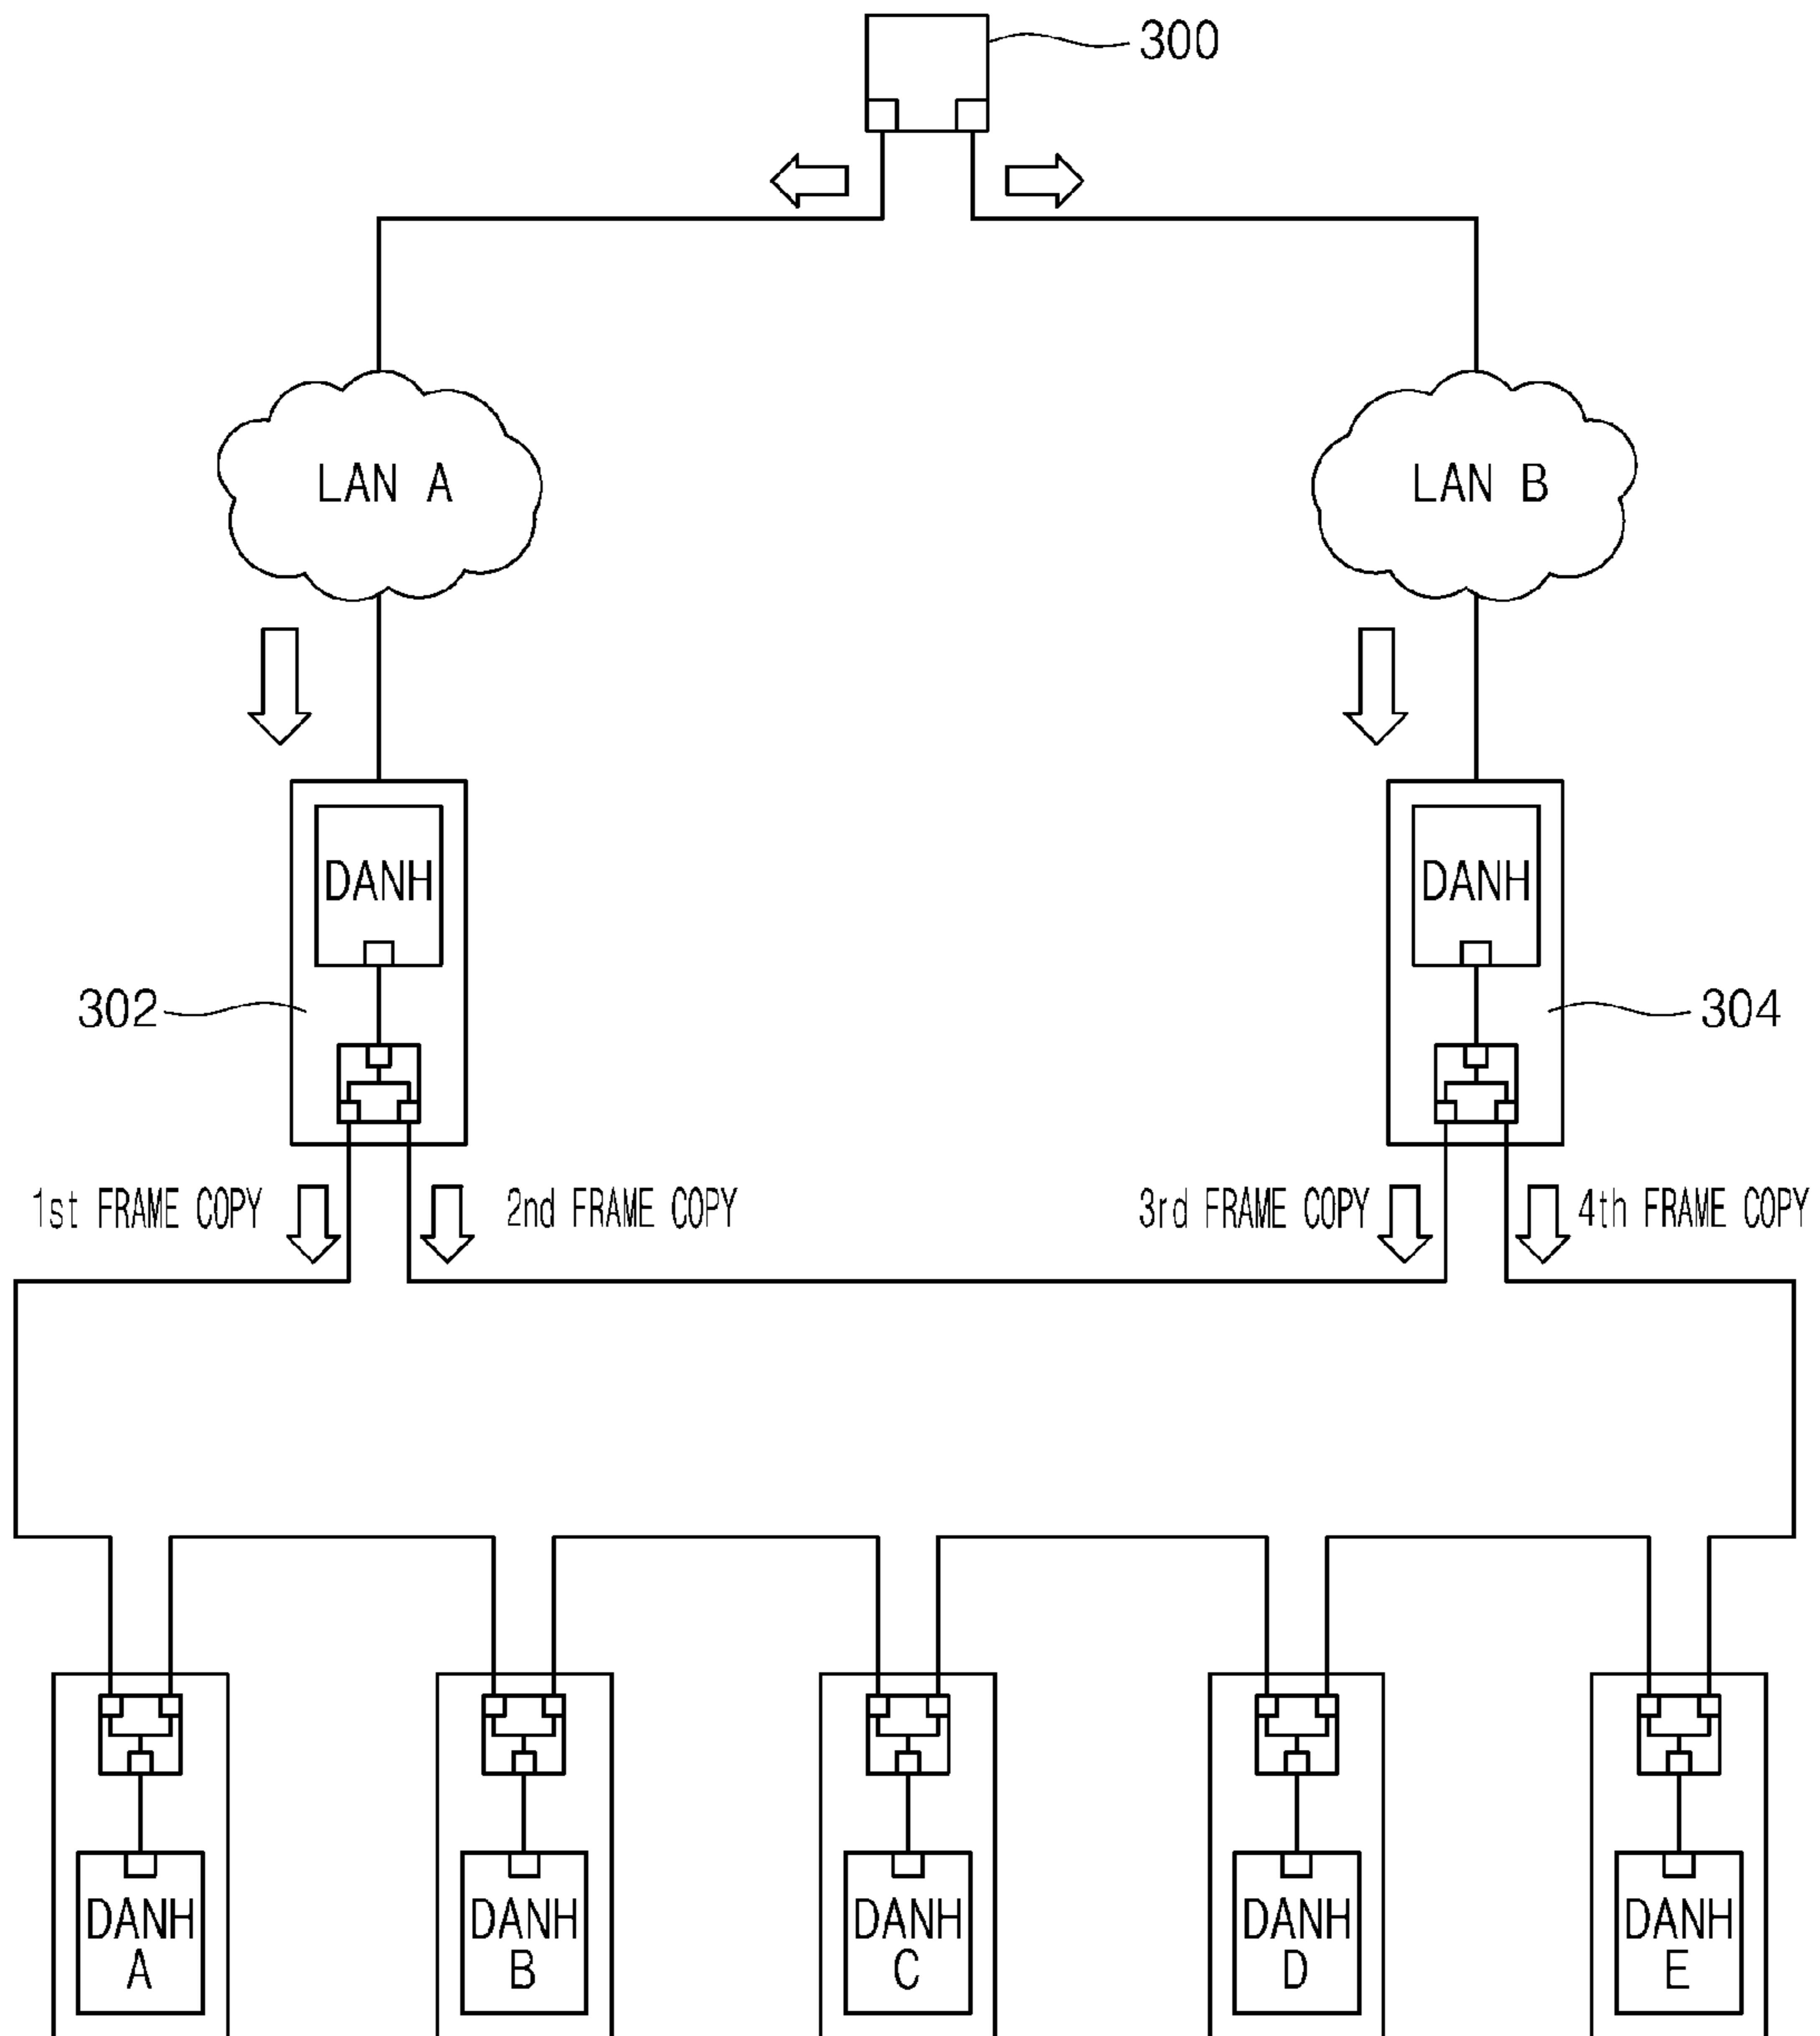 300
LAN A
LAN B
DANH
DANH
302
304
1st FRAME COPY
2nd FRAME COPY
3rd FRAME COPY
4th FRAME COPY
DANH
A
DANH
B
DANH
C
DANH
D
DANH
E